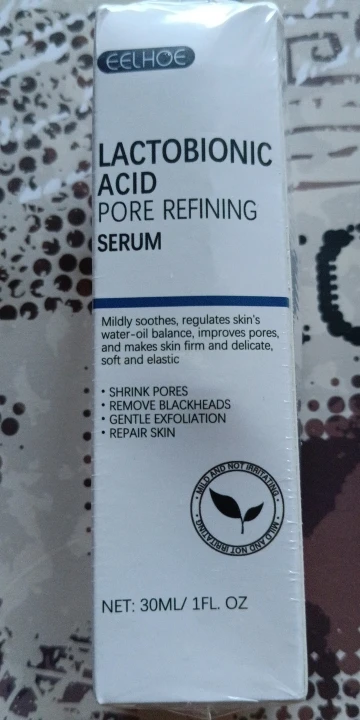 EELHOE
LACTOBIONIC
ACID
PORE REFINING
SERUM
Mildly soothes, regulates skin's
water-oil balance, improves pores,
and makes skin firm and delicate,
soft and elastic
• SHRINK PORES
• REMOVE BLACKHEADS
• GENTLE EXFOLIATION
• REPAIR SKIN
• MILD AND NOT IRRITATING •
MILD AND NOT IRRITATING
NET: 30ML/ 1FL. OZ